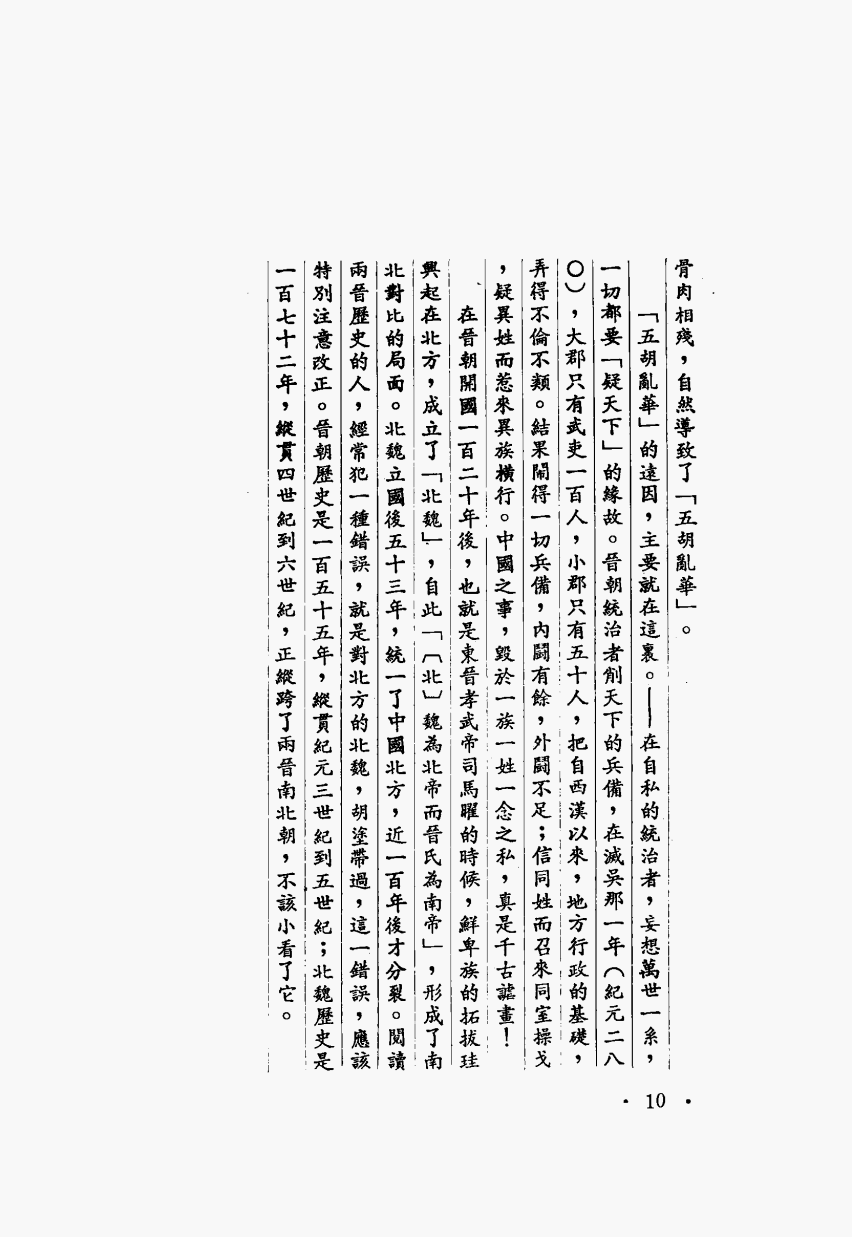 骨肉相殘，自然導致了「五胡亂華」。
「五胡亂華」的遠因，主要就在這裏。——在自私的統治者，妄想萬世一系，
一切都要「疑天下」的緣故。晉朝統治者削天下的兵備，在滅吳那一年（紀元二八
〇），大郡只有武吏一百人，小郡只有五十人，把自西漢以來，地方行政的基礎，
弄得不倫不類。結果鬧得一切兵備，內鬪有餘，外鬪不足；信同姓而召來同室操戈
，疑異姓而惹來異族橫行。中國之事，毀於一族一姓一念之私，真是千古謔畫！
在晉朝開國一百二十年後，也就是東晉孝武帝司馬曜的時候，鮮卑族的拓拔珪
興起在北方，成立了「北魏」，自此「〔北〕魏為北帝而晉氏為南帝」，形成了南
北對比的局面。北魏立國後五十三年，統一了中國北方，近一百年後才分裂。閱讀
兩晉歷史的人，經常犯一種錯誤，就是對北方的北魏，胡塗帶過，這一錯誤，應該
特別注意改正。晉朝歷史是一百五十五年，縱貫紀元三世紀到五世紀；北魏歷史是
一百七十二年，縱貫四世紀到六世紀，正縱跨了兩晉南北朝，不該小看了它。
• 10 •